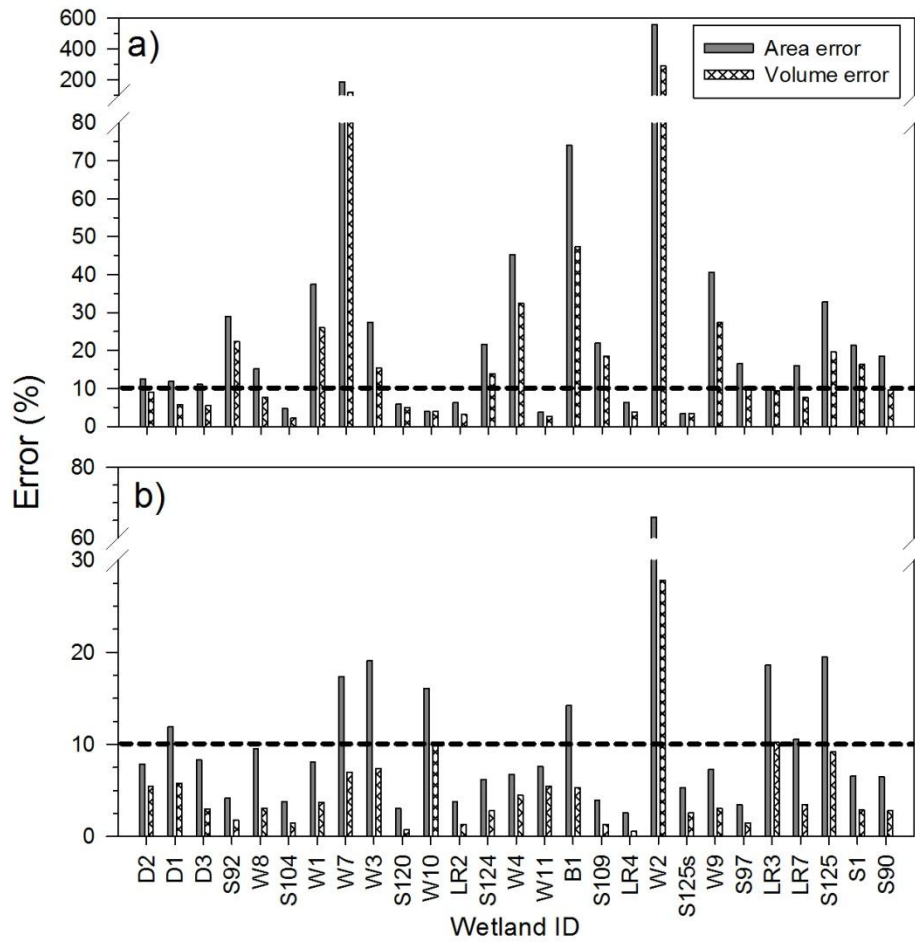 a)
Area error
Volume error
600
400
200
80
70
60
50
40
30
20
10
0
Error (%)
b)
80
60
30
20
10
0
D2 D1 D3 S92 W8 S104 W1 W7 W3 S120 W10 LR2 S124 W4 W11 B1 S109 LR4 W2 S125s W9 S97 LR3 LR7 S125 S1 S90
Wetland ID